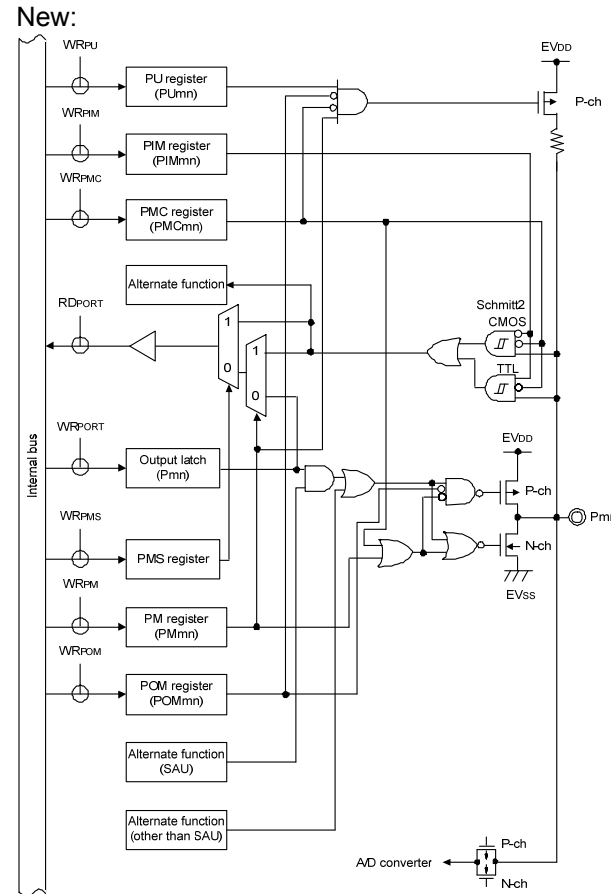 New:
WRPU
PU register
(PUmn)
EVDD
P-ch
WRPIM
PIM register
(PIMmn)
WRPMC
PMC register
(PMCmn)
Alternate function
RDPORT
1
0
1
0
Schmitt2
CMOS
TTL
Internal bus
WRPORT
Output latch
(Pmn)
EVDD
P-ch
Pmn
N-ch
EVSS
WRPMS
PMS register
WRPM
PM register
(PMmn)
WRPOM
POM register
(POMmn)
Alternate function
(SAU)
Alternate function
(other than SAU)
P-ch
A/D converter
N-ch